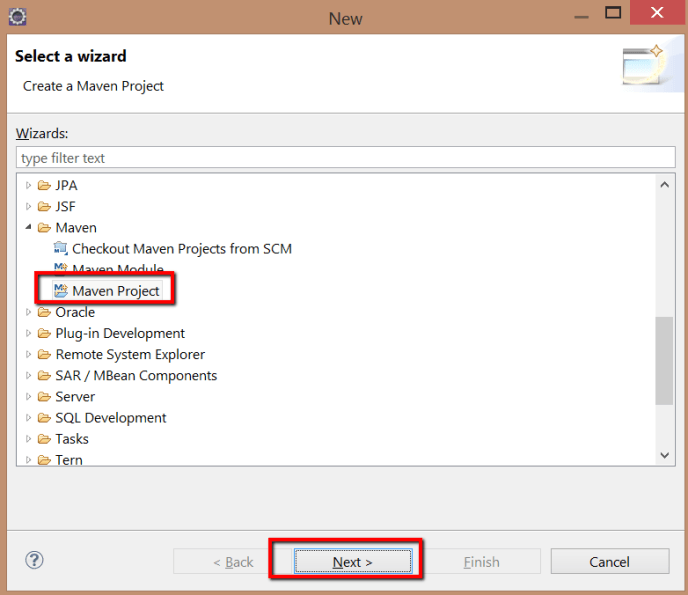 New
Select a wizard
Create a Maven Project
Wizards:
type filter text
JPA
JSF
Maven
Checkout Maven Projects from SCM
Maven Module
Maven Project
Oracle
Plug-in Development
Remote System Explorer
SAR / MBean Components
Server
SQL Development
Tasks
Tern
< Back Next > Finish Cancel